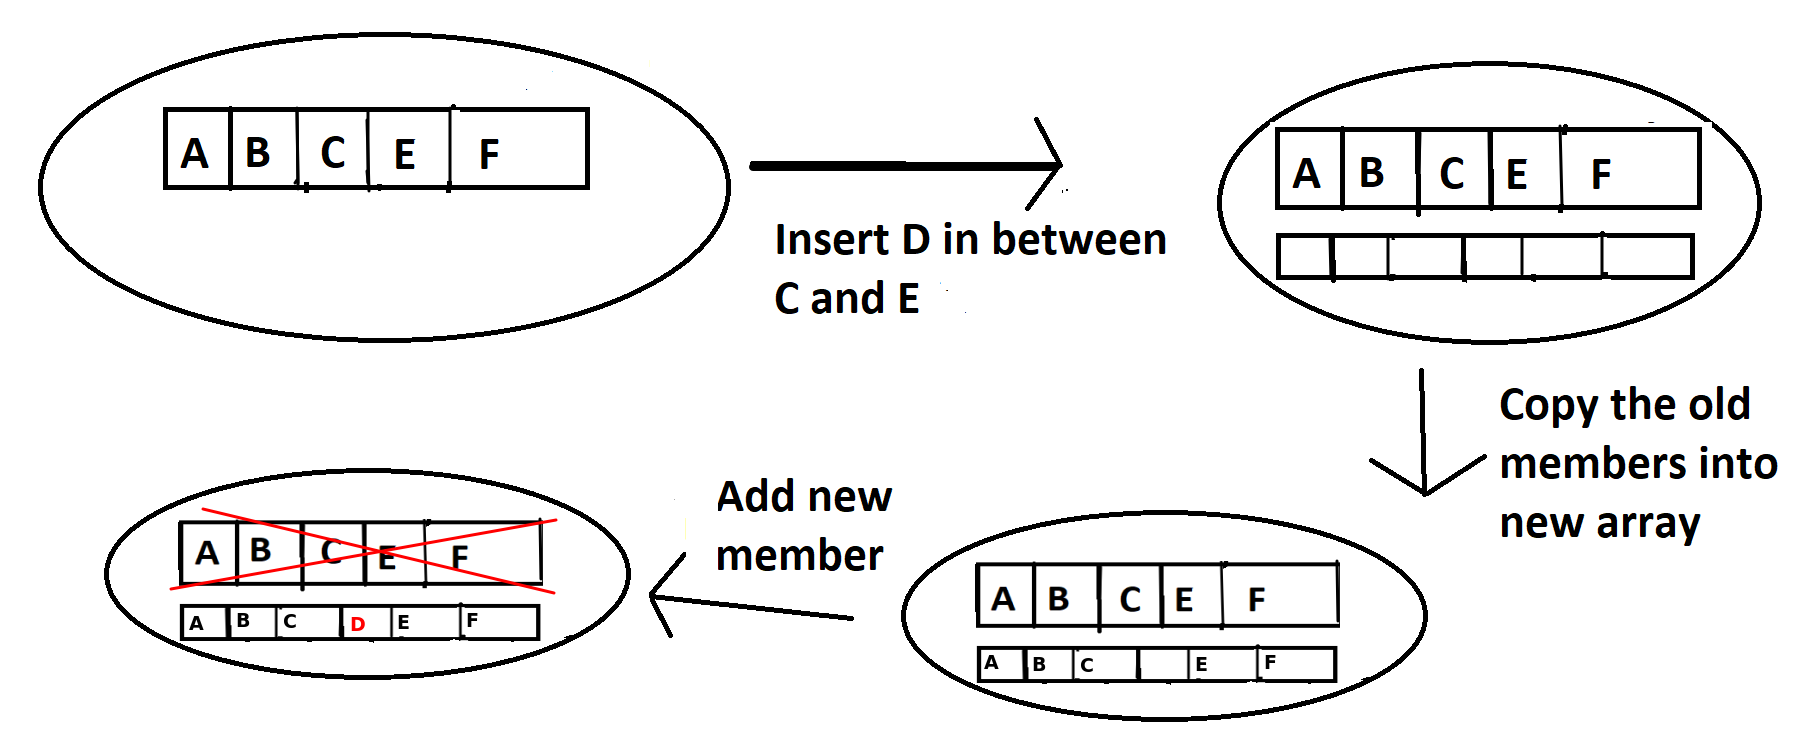 A B C E F
Insert D in between
C and E
A B C E F
Copy the old
members into
new array
A B C E F
A B C E F
Add new
member
A B C E F
A B C D E F